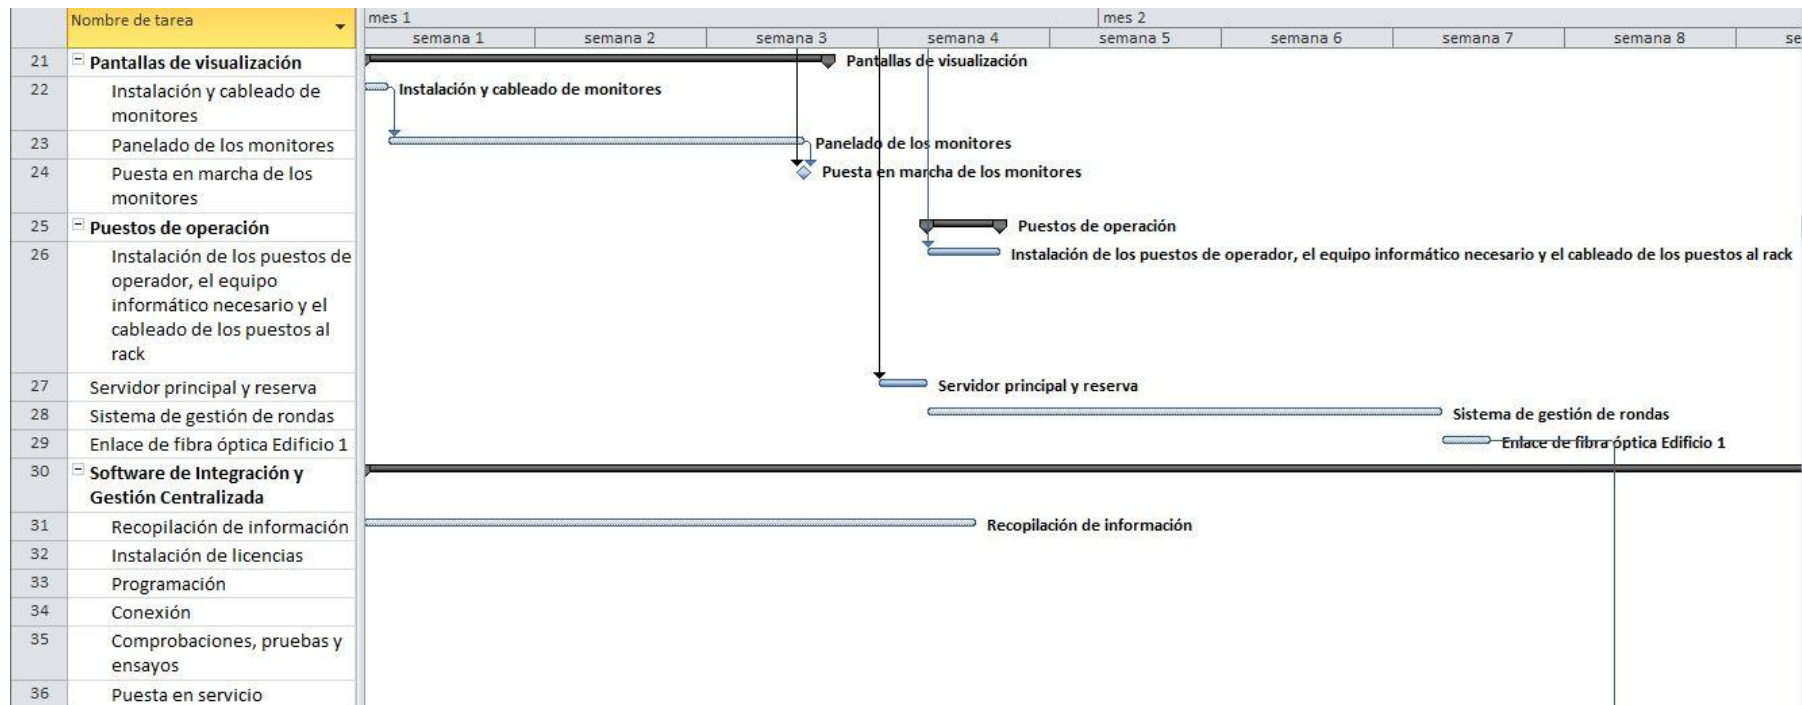 Nombre de tarea
mes 1
mes 2
semana 1
semana 2
semana 3
semana 4
semana 5
semana 6
semana 7
semana 8
se
21
Pantallas de visualización
Pantallas de visualización
22
Instalación y cableado de
monitores
Instalación y cableado de monitores
23
Panelado de los monitores
Panelado de los monitores
24
Puesta en marcha de los
monitores
Puesta en marcha de los monitores
25
Puestos de operación
Puestos de operación
26
Instalación de los puestos de
operador, el equipo
informático necesario y el
cableado de los puestos al
rack
Instalación de los puestos de operador, el equipo informático necesario y el cableado de los puestos al rack
27
Servidor principal y reserva
Servidor principal y reserva
28
Sistema de gestión de rondas
Sistema de gestión de rondas
29
Enlace de fibra óptica Edificio 1
Enlace de fibra óptica Edificio 1
30
Software de Integración y
Gestión Centralizada
31
Recopilación de información
Recopilación de información
32
Instalación de licencias
33
Programación
34
Conexión
35
Comprobaciones, pruebas y
ensayos
36
Puesta en servicio